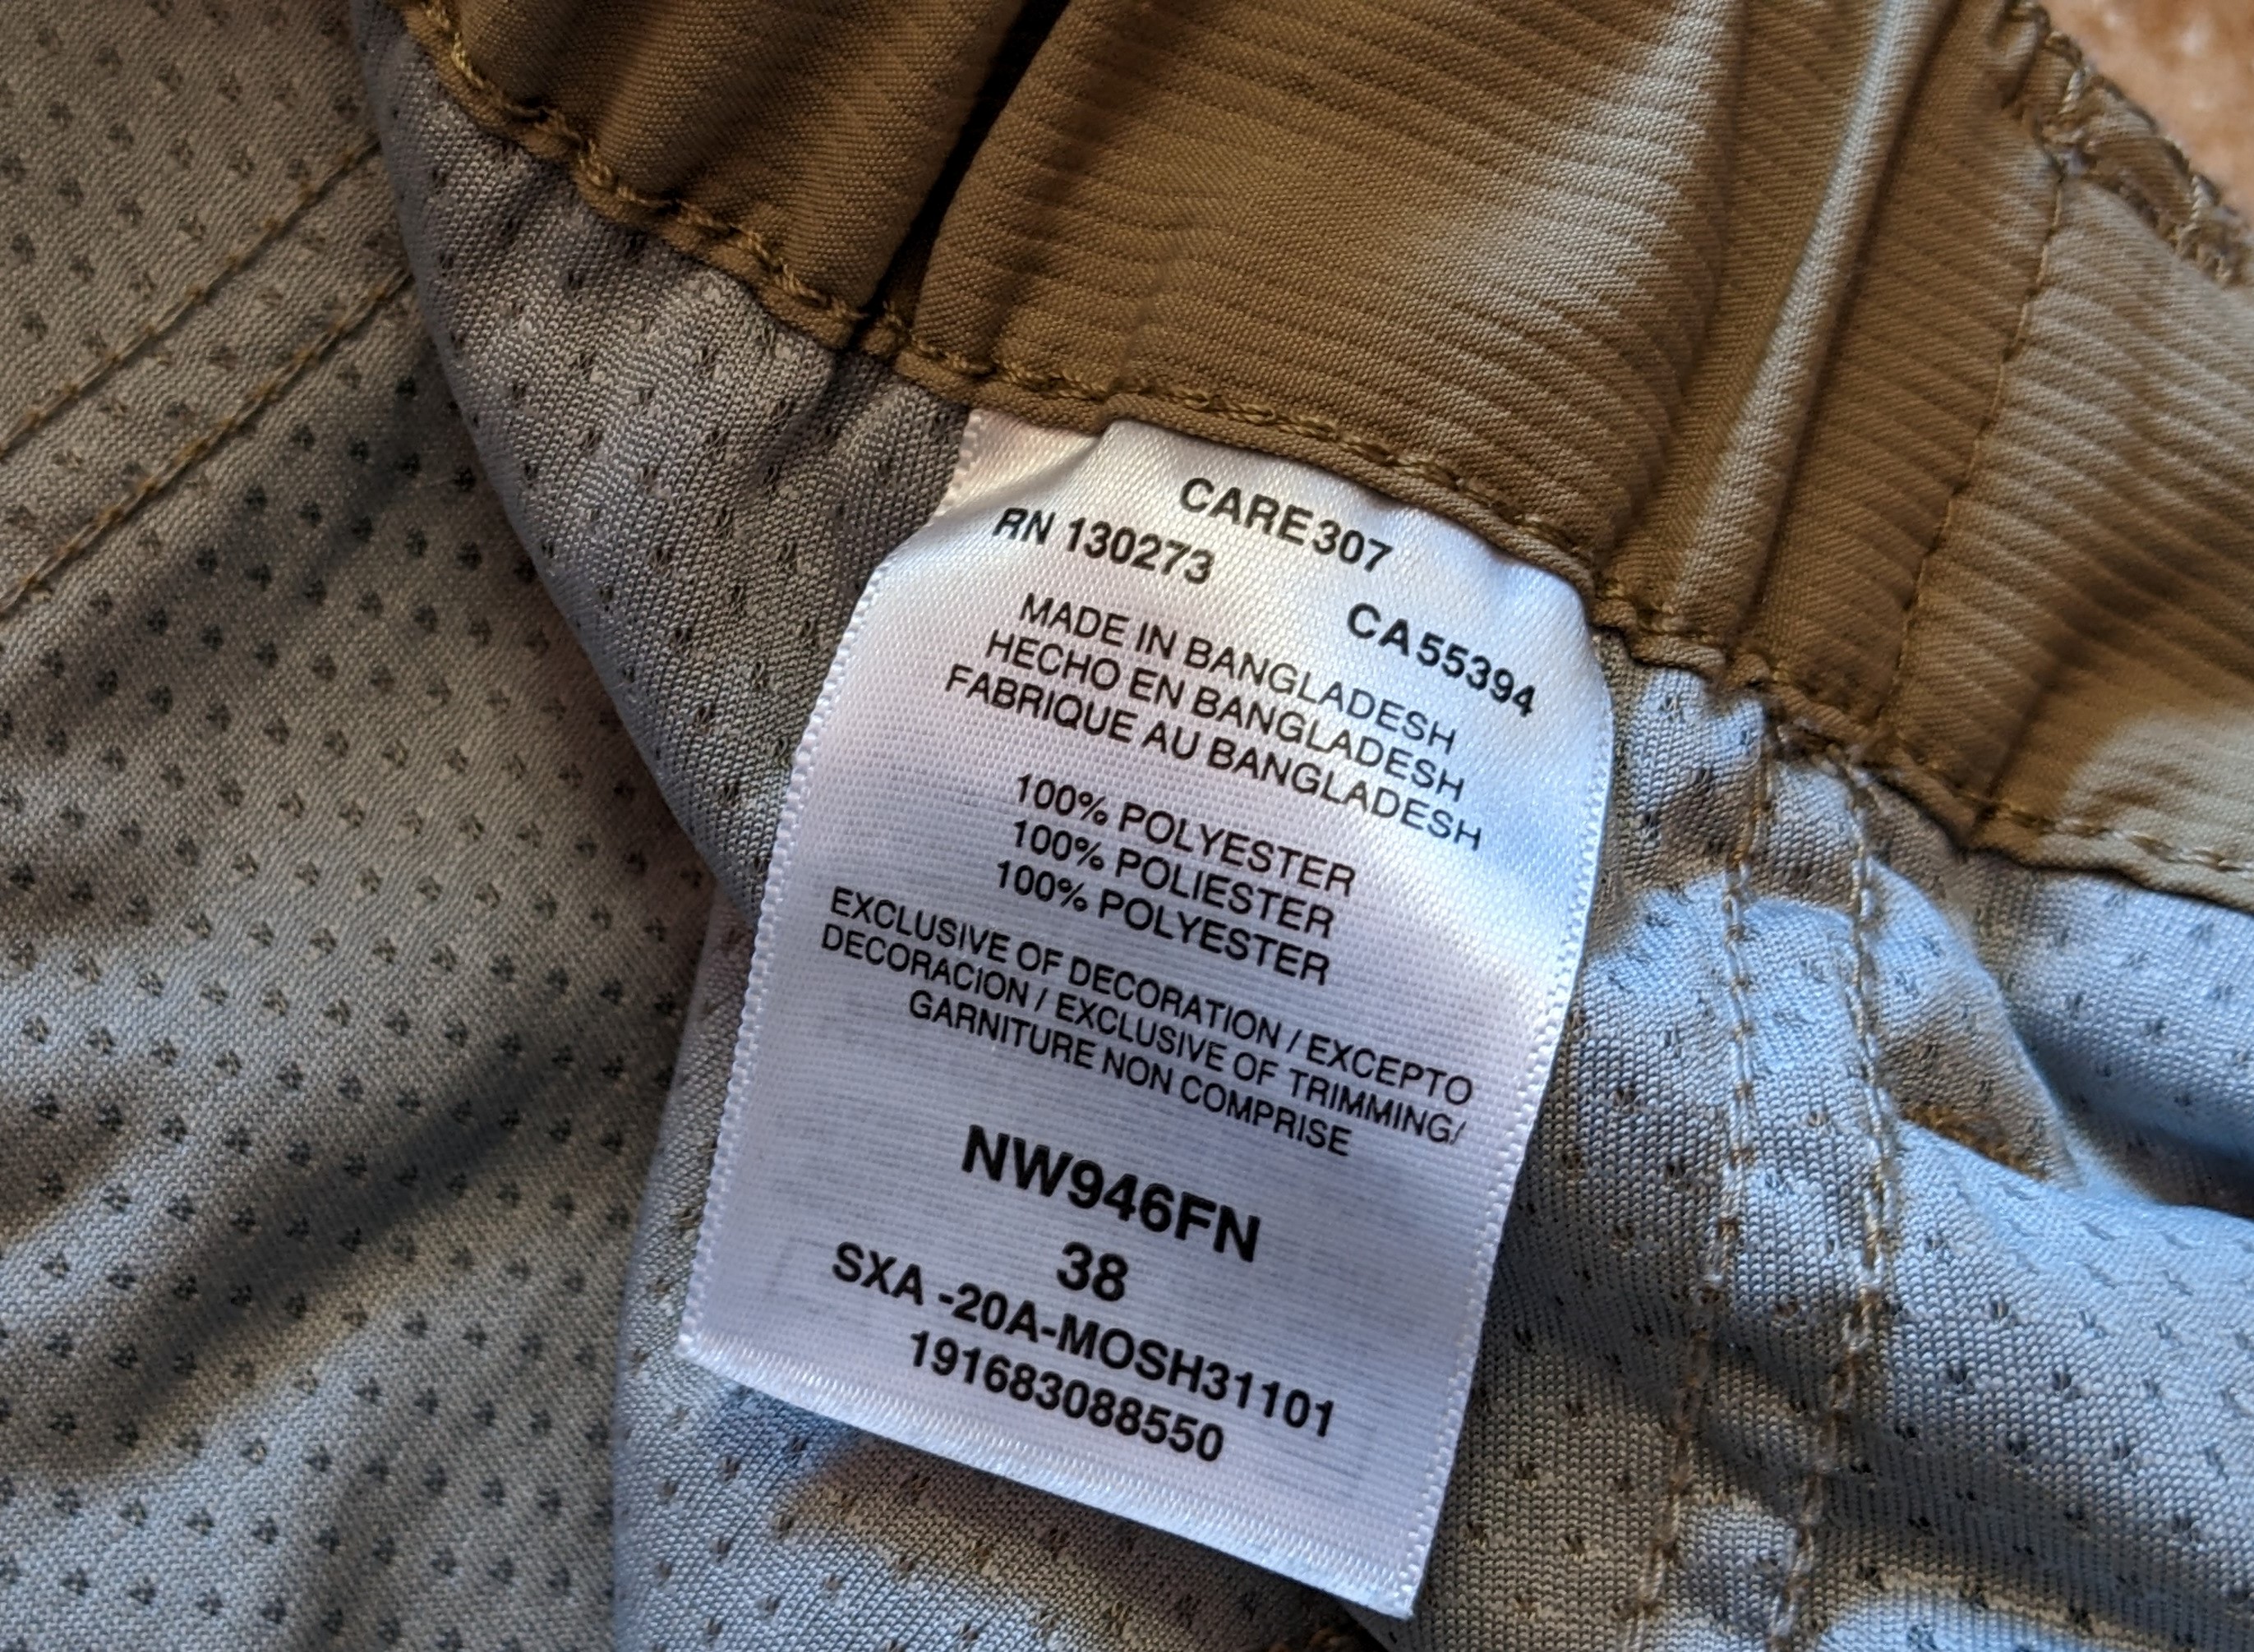 CARE307
RN 130273
CA55394
MADE IN BANGLADESH
HECHO EN BANGLADESH
FABRIQUE AU BANGLADESH
100% POLYESTER
100% POLIESTER
100% POLYESTER
EXCLUSIVE OF DECORATION / EXCEPTO
DECORACION / EXCLUSIVE OF TRIMMING/
GARNITURE NON COMPRISE
NW946FN
38
SXA -20A-MOSH31101
191683088550